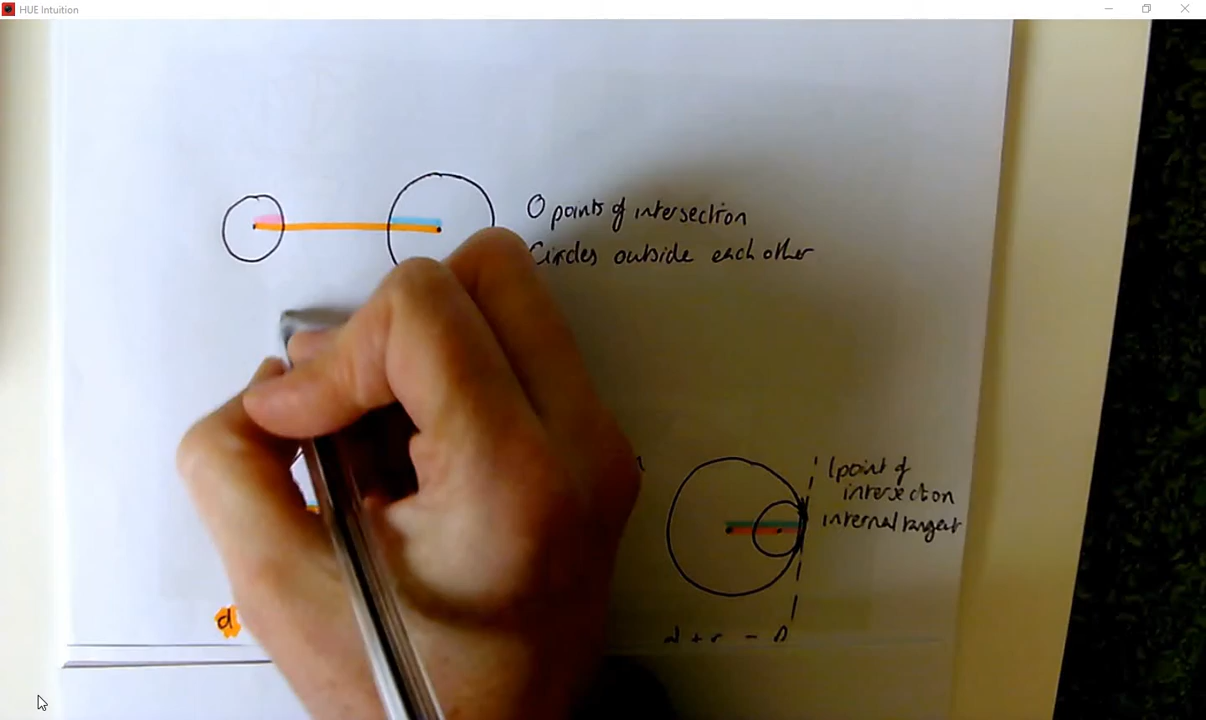 HUE Intuition
0 points of intersection
Circles outside each other
1 point of
intersection
internal tangent
d
d + r = R